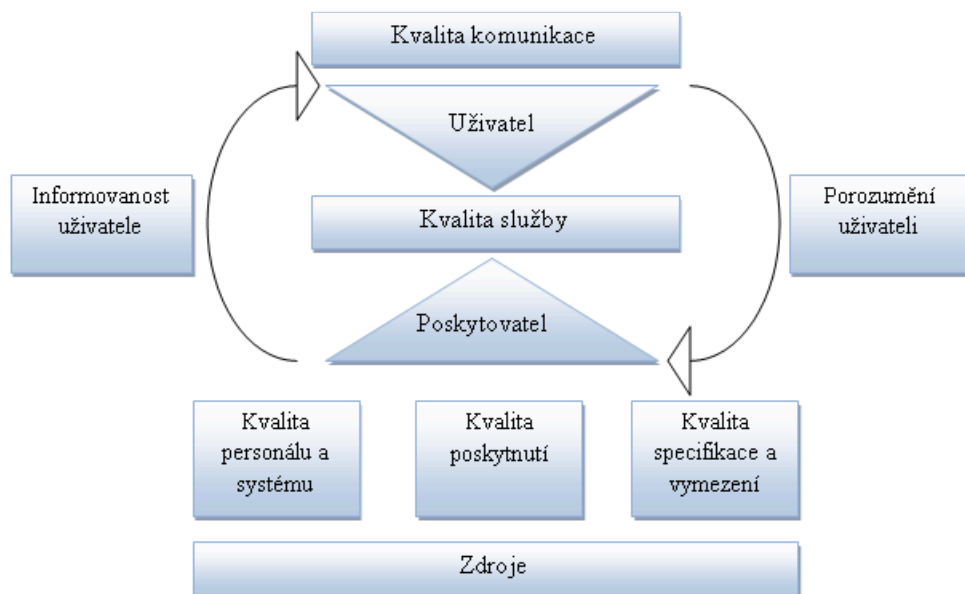 Kvalita komunikace
Uživatel
Informovanost
uživatele
Kvalita služby
Porozumění
uživateli
Poskytovatel
Kvalita
personálu a
systému
Kvalita
poskytnutí
Kvalita
specifikace a
vymezení
Zdroje